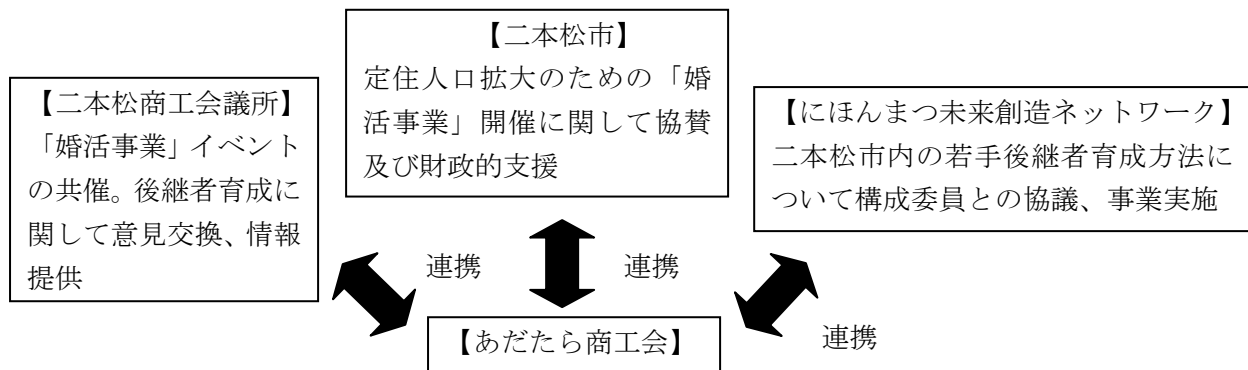 【二本松市】
定住人口拡大のための「婚
活事業」開催に関して協賛
及び財政的支援
【二本松商工会議所】
「婚活事業」イベント
の共催。後継者育成に
関して意見交換、情報
提供
【にほんまつ未来創造ネットワーク】
二本松市内の若手後継者育成方法に
ついて構成委員との協議、事業実施
連携
連携
連携
【あだたら商工会】